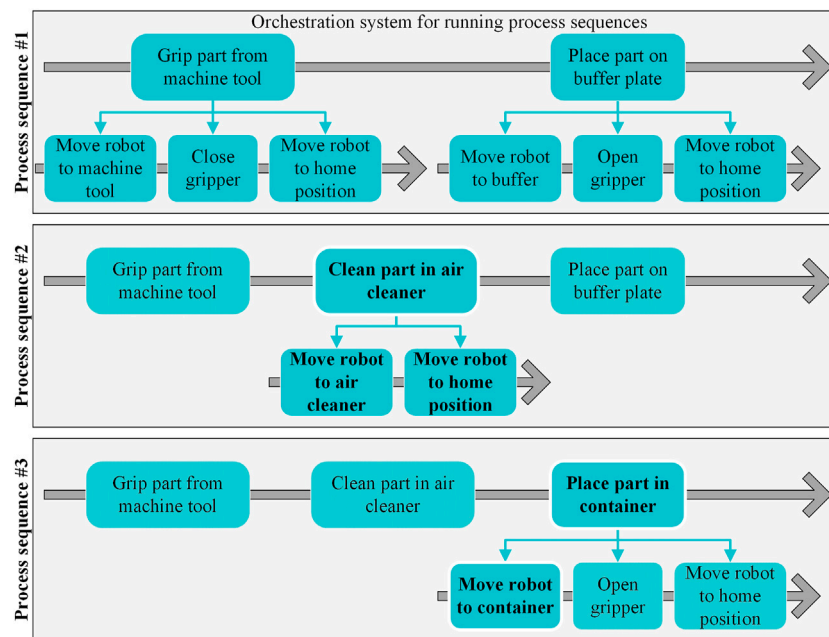 Orchestration system for running process sequences
Process sequence #1
Grip part from
machine tool
Place part on
buffer plate
Move robot
to machine
tool
Close
gripper
Move robot
to home
position
Move robot
to buffer
Open
gripper
Move robot
to home
position
Process sequence #2
Grip part from
machine tool
Clean part in air
cleaner
Place part on
buffer plate
Move robot
to air
cleaner
Move robot
to home
position
Process sequence #3
Grip part from
machine tool
Clean part in air
cleaner
Place part in
container
Move robot
to container
Open
gripper
Move robot
to home
position